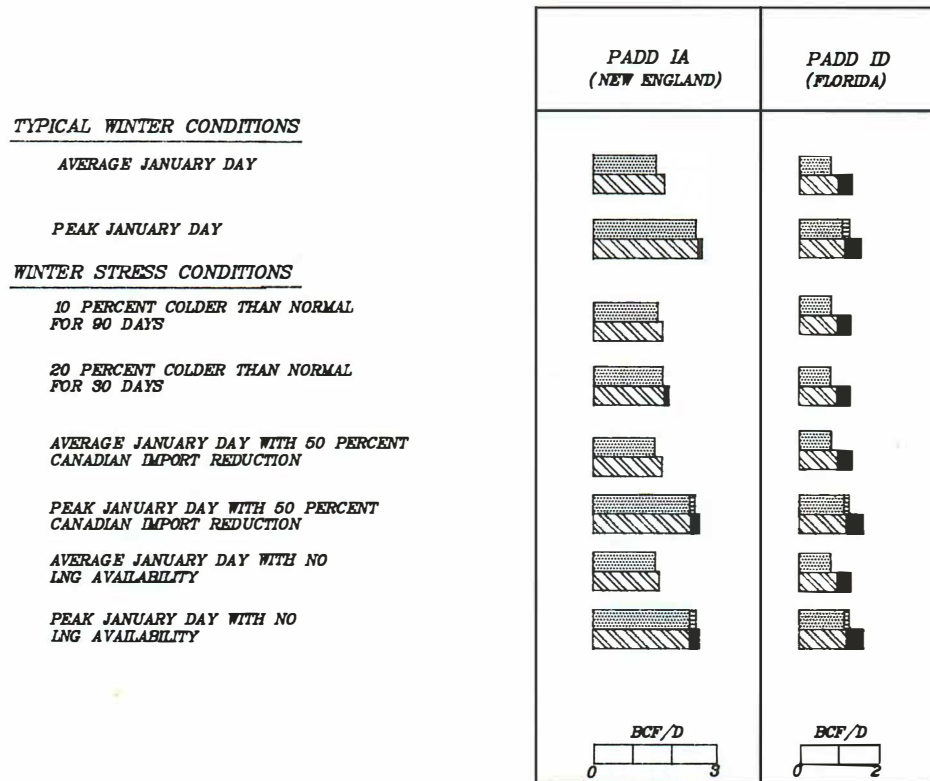 PADD IA
(NEW ENGLAND)
PADD ID
(FLORIDA)
TYPICAL WINTER CONDITIONS
AVERAGE JANUARY DAY
PEAK JANUARY DAY
WINTER STRESS CONDITIONS
10 PERCENT COLDER THAN NORMAL
FOR 90 DAYS
20 PERCENT COLDER THAN NORMAL
FOR 30 DAYS
AVERAGE JANUARY DAY WITH 50 PERCENT
CANADIAN IMPORT REDUCTION
PEAK JANUARY DAY WITH 50 PERCENT
CANADIAN IMPORT REDUCTION
AVERAGE JANUARY DAY WITH NO
LNG AVAILABILITY
PEAK JANUARY DAY WITH NO
LNG AVAILABILITY
BCF/D
0 3
BCF/D
0 2